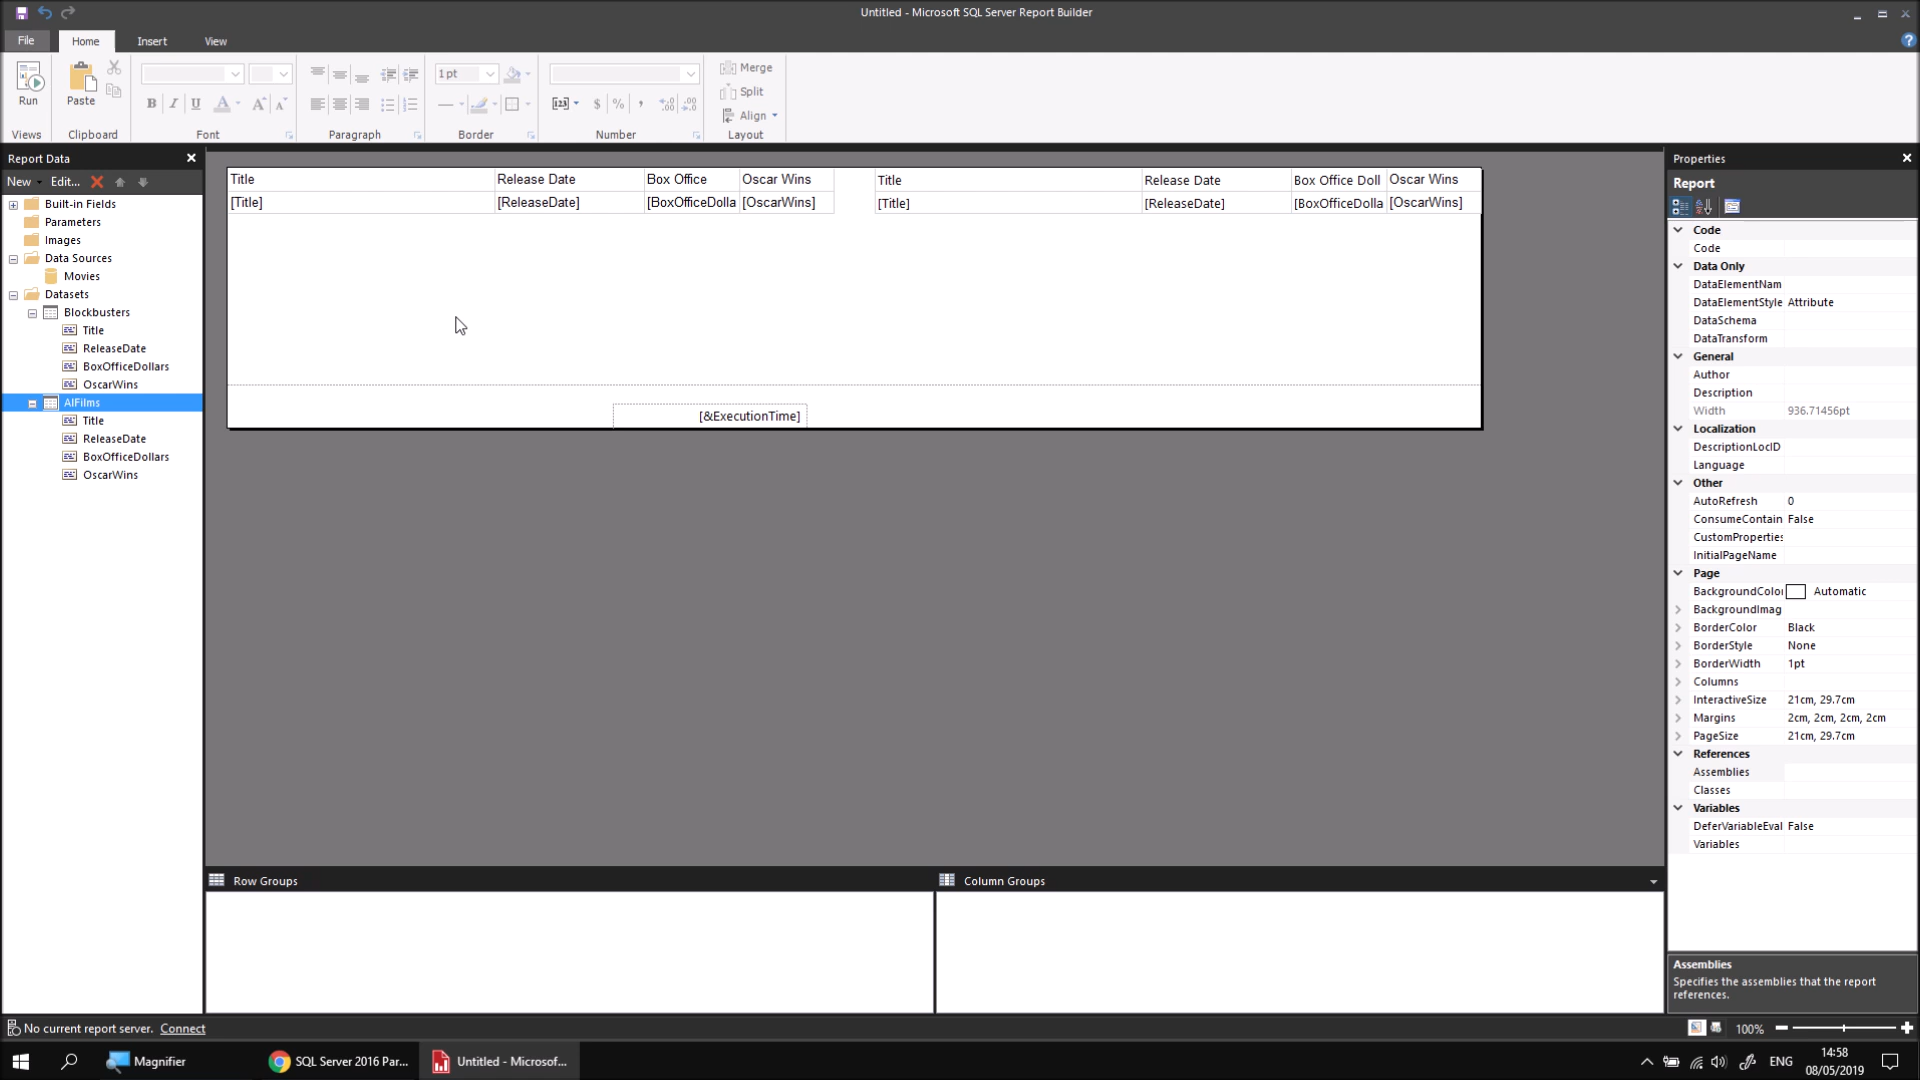 Untitled - Microsoft SQL Server Report Builder
File Home Insert View
Run
Views
Paste
Clipboard
B I U A A A
Font
Paragraph
1pt
Border
[123] $ % ,
Number
Merge
Split
Align
Layout
Report Data
New Edit...
Built-in Fields
Parameters
Images
Data Sources
Movies
Datasets
Blockbusters
Title
ReleaseDate
BoxOfficeDollars
OscarWins
Title
ReleaseDate
BoxOfficeDollars
OscarWins
Title Release Date Box Office Oscar Wins Title Release Date Box Office Doll Oscar Wins
[Title] [ReleaseDate] [BoxOfficeDolla [OscarWins] [Title] [ReleaseDate] [BoxOfficeDolla [OscarWins]
[&ExecutionTime]
Row Groups
Column Groups
Properties
Report
Code
Code
Data Only
DataElementNam
DataElementStyle Attribute
DataSchema
DataTransform
General
Author
Description
Width 936.71456pt
Localization
DescriptionLocID
Language
Other
AutoRefresh 0
ConsumeContain False
CustomProperties
InitialPageName
Page
BackgroundColor Automatic
BackgroundImag
BorderColor Black
BorderStyle None
BorderWidth 1pt
Columns
InteractiveSize 21cm, 29.7cm
Margins 2cm, 2cm, 2cm, 2cm
PageSize 21cm, 29.7cm
References
Assemblies
Classes
Variables
DeferVariableEval False
Variables
Assemblies
Specifies the assemblies that the report
references.
No current report server. Connect
100%
Magnifier
SQL Server 2016 Par...
Untitled - Microsof...
ENG
14:58
08/05/2019